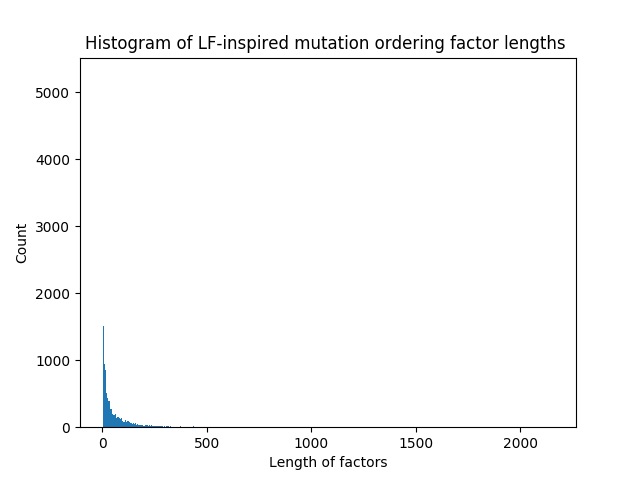 Histogram of LF-inspired mutation ordering factor lengths
5000
4000
3000
2000
1000
0
Count
0 500 1000 1500 2000
Length of factors